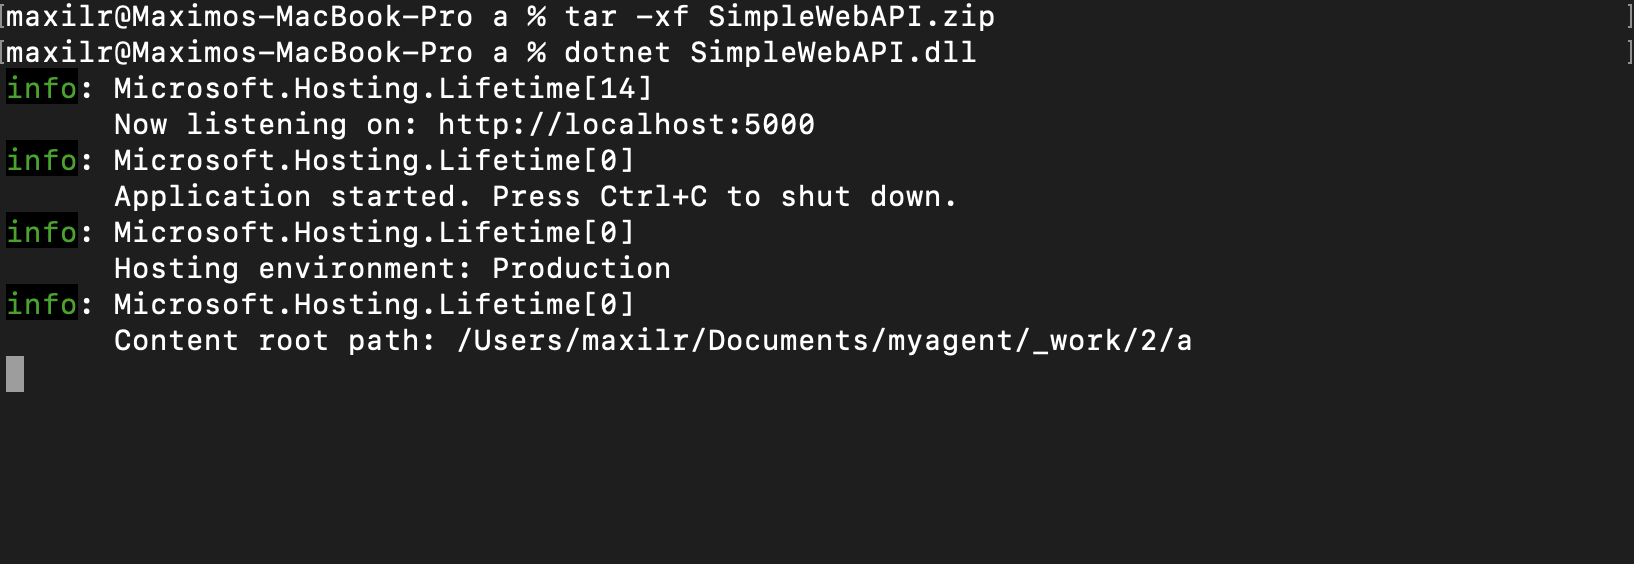 [maxilr@Maximos-MacBook-Pro a % tar -xf SimpleWebAPI.zip ]
[maxilr@Maximos-MacBook-Pro a % dotnet SimpleWebAPI.dll ]
info: Microsoft.Hosting.Lifetime[14]
Now listening on: http://localhost:5000
info: Microsoft.Hosting.Lifetime[0]
Application started. Press Ctrl+C to shut down.
info: Microsoft.Hosting.Lifetime[0]
Hosting environment: Production
info: Microsoft.Hosting.Lifetime[0]
Content root path: /Users/maxilr/Documents/myagent/_work/2/a